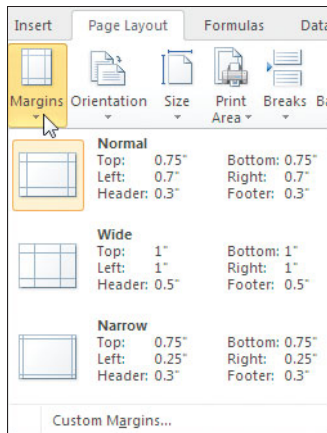 Insert Page Layout Formulas Data
Margins Orientation Size Print Area Breaks
Normal
Top: 0.75" Bottom: 0.75"
Left: 0.7" Right: 0.7"
Header: 0.3" Footer: 0.3"
Wide
Top: 1" Bottom: 1"
Left: 1" Right: 1"
Header: 0.5" Footer: 0.5"
Narrow
Top: 0.75" Bottom: 0.75"
Left: 0.25" Right: 0.25"
Header: 0.3" Footer: 0.3"
Custom Margins...